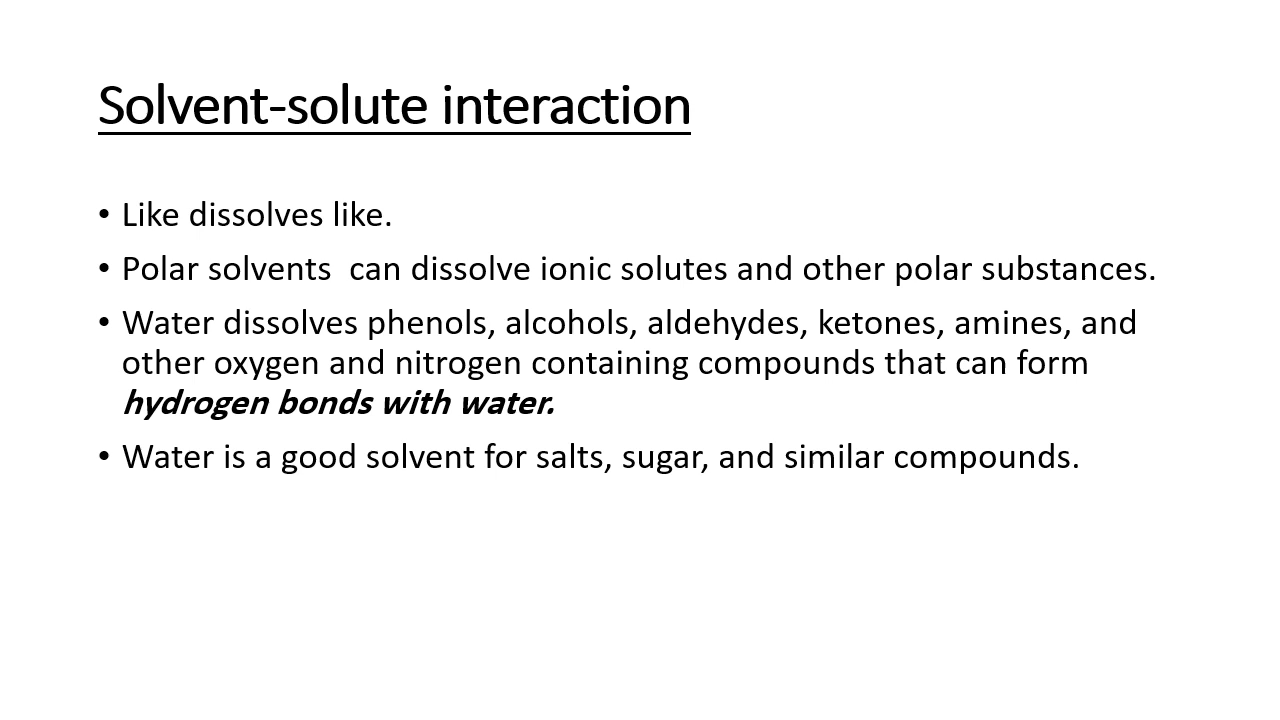 Solvent-solute interaction
• Like dissolves like.
• Polar solvents  can dissolve ionic solutes and other polar substances.
• Water dissolves phenols, alcohols, aldehydes, ketones, amines, and
other oxygen and nitrogen containing compounds that can form
hydrogen bonds with water.
• Water is a good solvent for salts, sugar, and similar compounds.